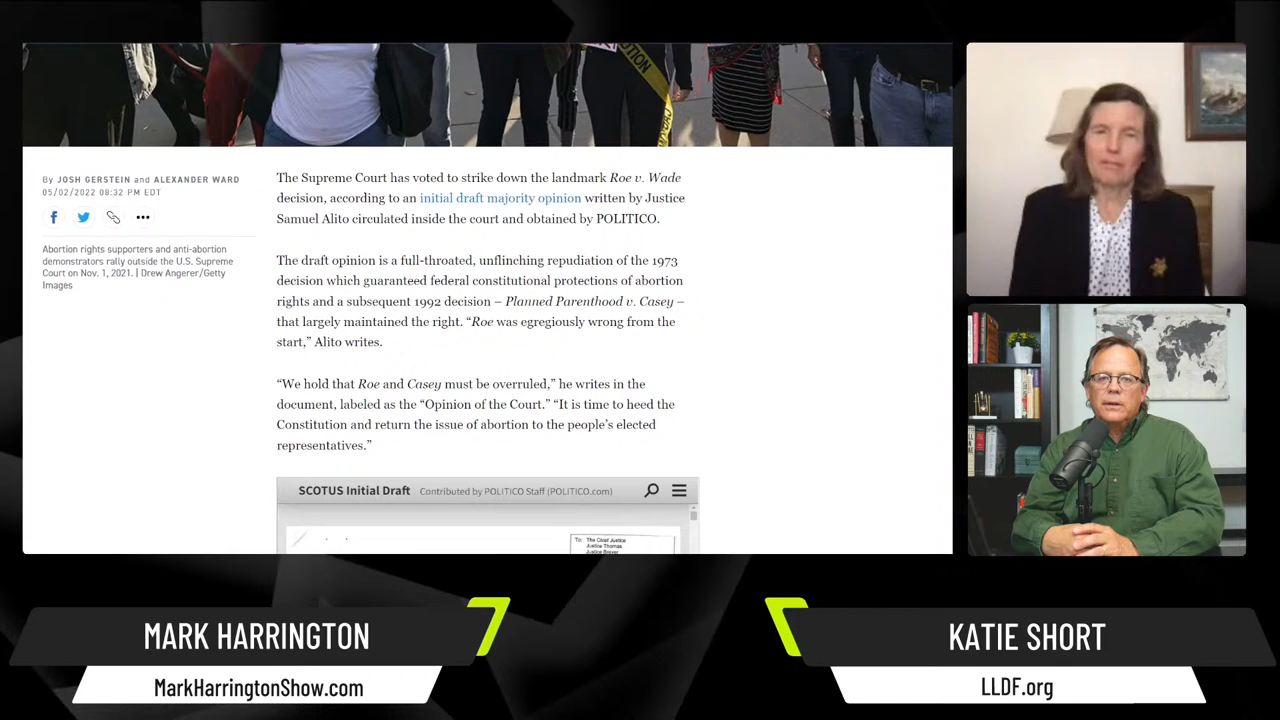 UTION
By JOSH GERSTEIN and ALEXANDER WARD
05/02/2022 08:32 PM EDT
Abortion rights supporters and anti-abortion
demonstrators rally outside the U.S. Supreme
Court on Nov. 1, 2021. | Drew Angerer/Getty
Images
The Supreme Court has voted to strike down the landmark Roe v. Wade
decision, according to an initial draft majority opinion written by Justice
Samuel Alito circulated inside the court and obtained by POLITICO.
The draft opinion is a full-throated, unflinching repudiation of the 1973
decision which guaranteed federal constitutional protections of abortion
rights and a subsequent 1992 decision – Planned Parenthood v. Casey –
that largely maintained the right. “Roe was egregiously wrong from the
start,” Alito writes.
“We hold that Roe and Casey must be overruled,” he writes in the
document, labeled as the “Opinion of the Court.” “It is time to heed the
Constitution and return the issue of abortion to the people’s elected
representatives.”
SCOTUS Initial Draft Contributed by POLITICO Staff (POLITICO.com)
To: The Chief Justice
Justice Thomas
Justice Breyer
MARK HARRINGTON
MarkHarringtonShow.com
KATIE SHORT
LLDF.org